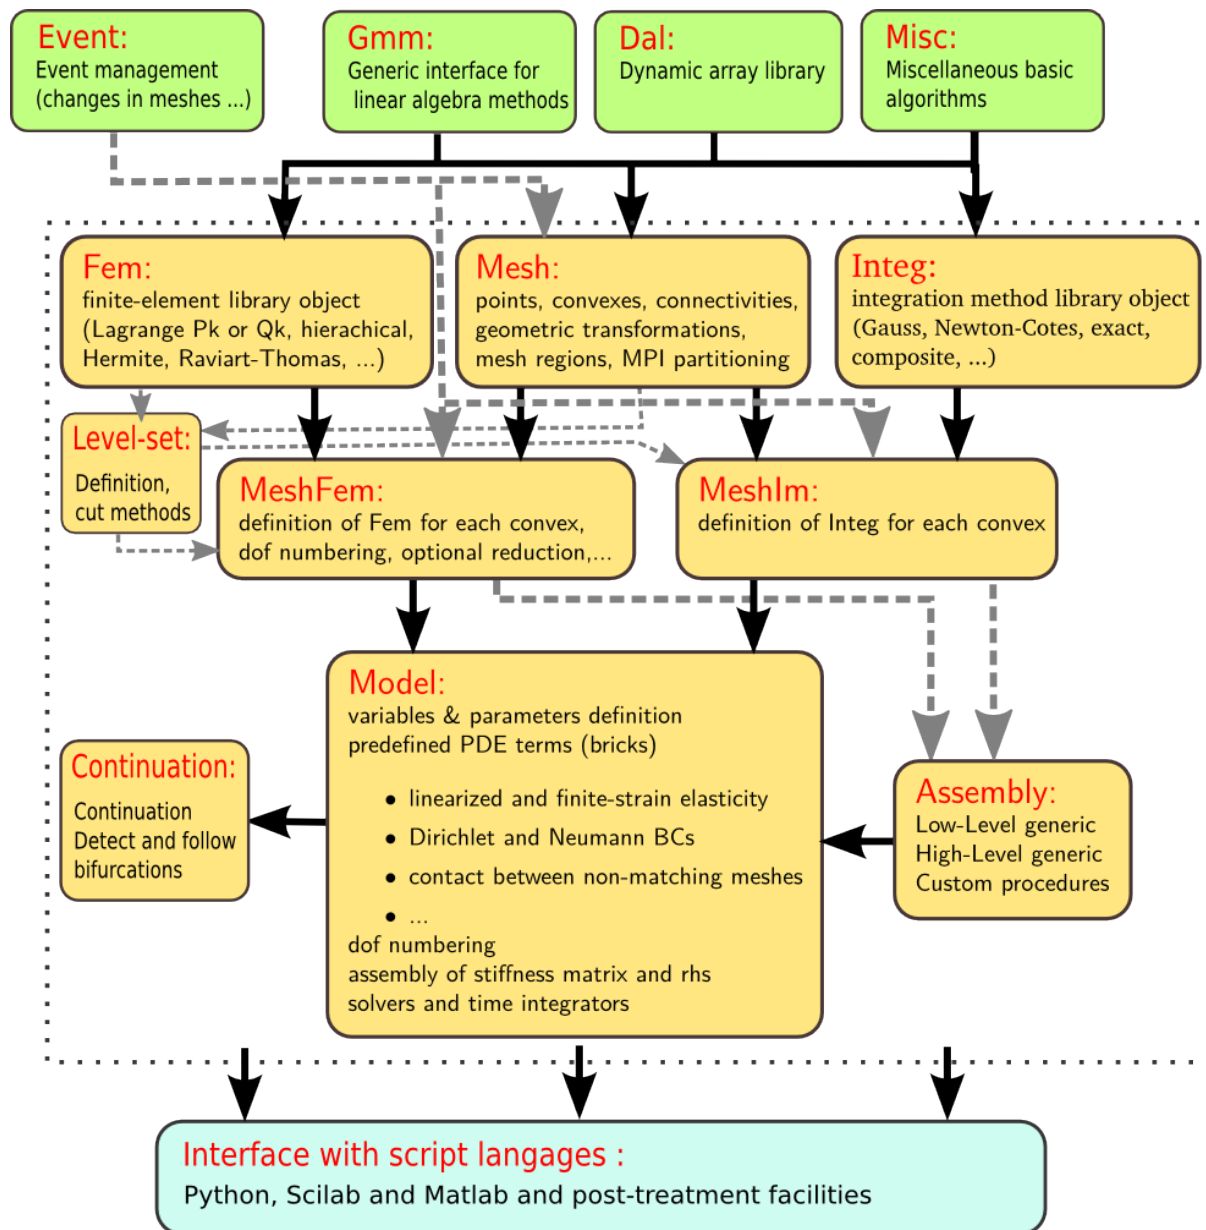 Event:
Event management
(changes in meshes ...)
Gmm:
Generic interface for
linear algebra methods
Dal:
Dynamic array library
Misc:
Miscellaneous basic
algorithms
Fem:
finite-element library object
(Lagrange Pk or Qk, hierachical,
Hermite, Raviart-Thomas, ...)
Mesh:
points, convexes, connectivities,
geometric transformations,
mesh regions, MPI partitioning
Integ:
integration method library object
(Gauss, Newton-Cotes, exact,
composite, ...)
Level-set:
Definition,
cut methods
MeshFem:
definition of Fem for each convex,
dof numbering, optional reduction,...
MeshIm:
definition of Integ for each convex
Model:
variables & parameters definition
predefined PDE terms (bricks)
• linearized and finite-strain elasticity
• Dirichlet and Neumann BCs
• contact between non-matching meshes
• ...
dof numbering
assembly of stiffness matrix and rhs
solvers and time integrators
Continuation:
Continuation
Detect and follow
bifurcations
Assembly:
Low-Level generic
High-Level generic
Custom procedures
Interface with script langages :
Python, Scilab and Matlab and post-treatment facilities